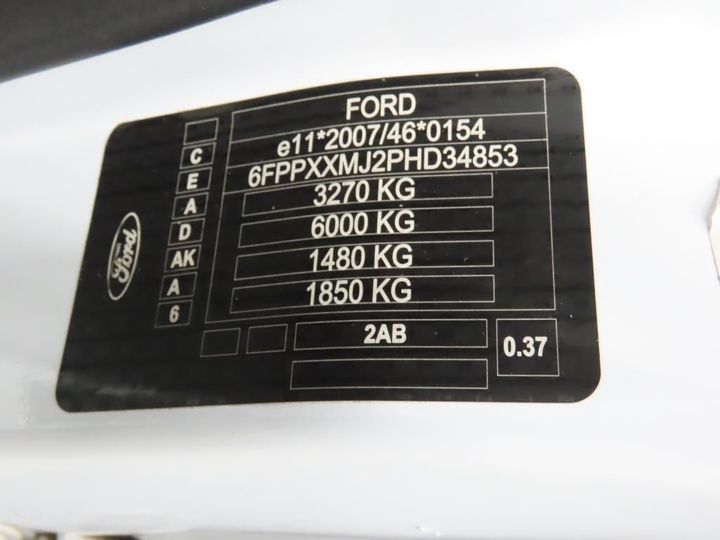 FORD
e11*2007/46*0154
6FPPXXMJ2PHD34853
3270 KG
6000 KG
1480 KG
1850 KG
2AB
0.37
C
E
A
D
AK
A
6
Ford